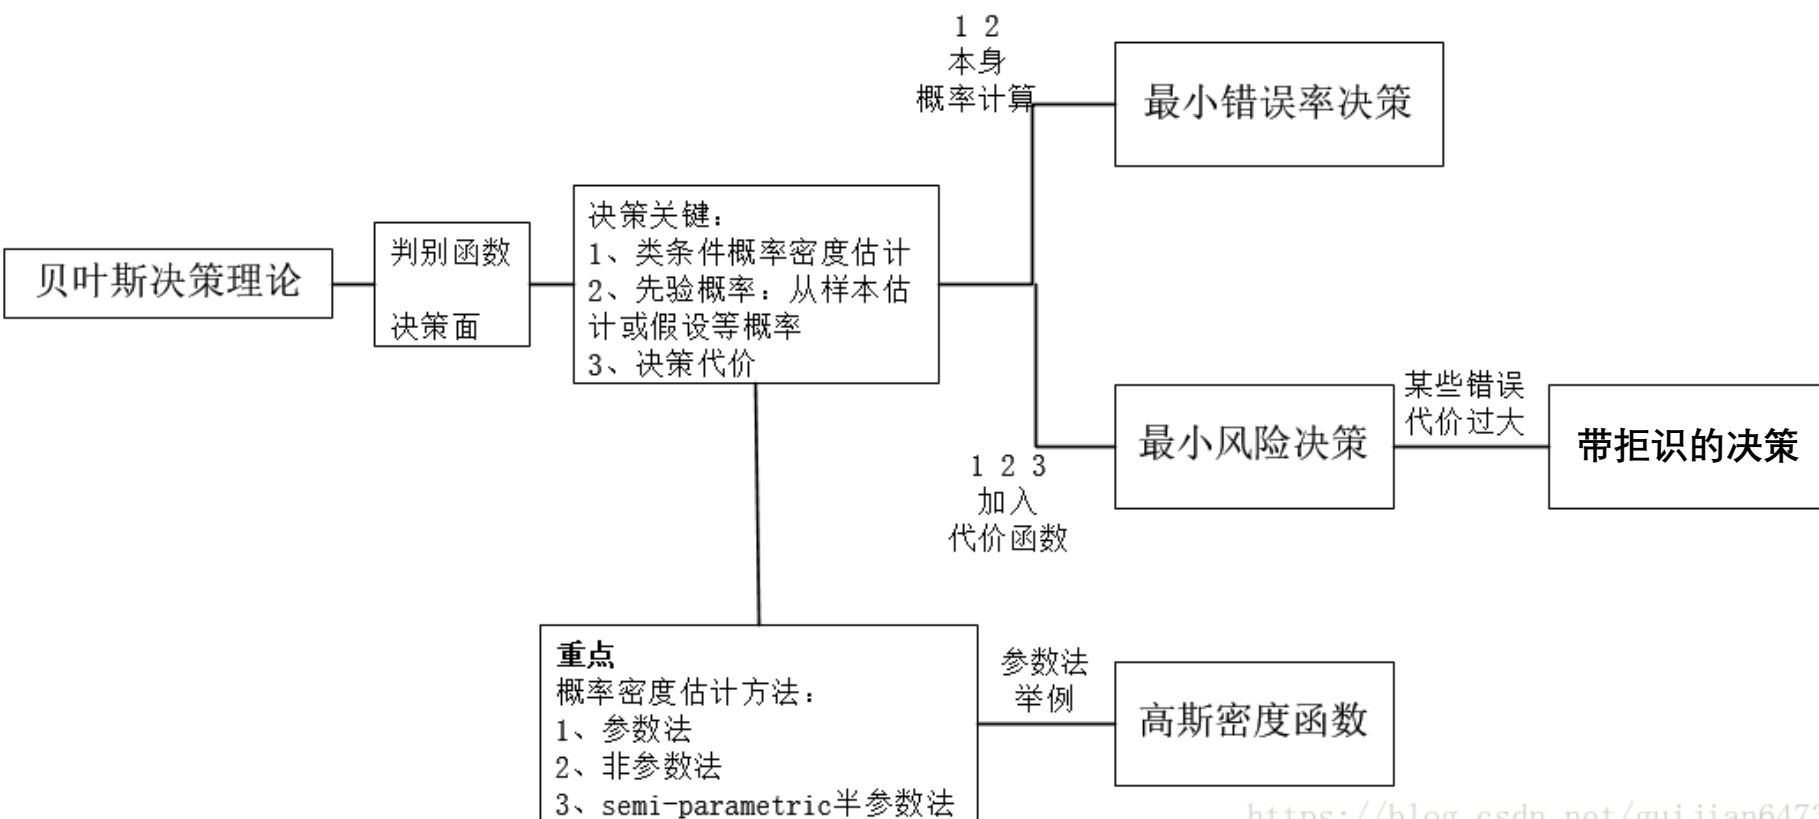 贝叶斯决策理论
判别函数
决策面
决策关键：
1、类条件概率密度估计
2、先验概率：从样本估
计或假设等概率
3、决策代价
1 2
本身
概率计算
最小错误率决策
1 2 3
加入
代价函数
最小风险决策
某些错误
代价过大
带拒识的决策
重点
概率密度估计方法：
1、参数法
2、非参数法
3、semi-parametric半参数法
参数法
举例
高斯密度函数